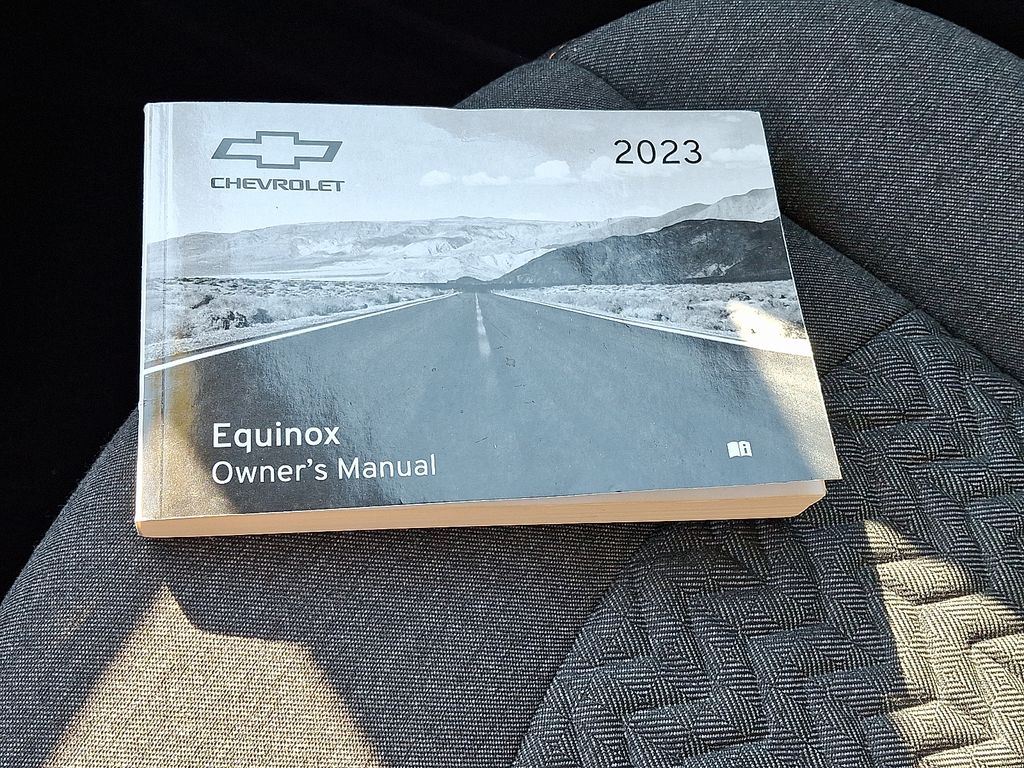 CHEVROLET
2023
Equinox
Owner's Manual